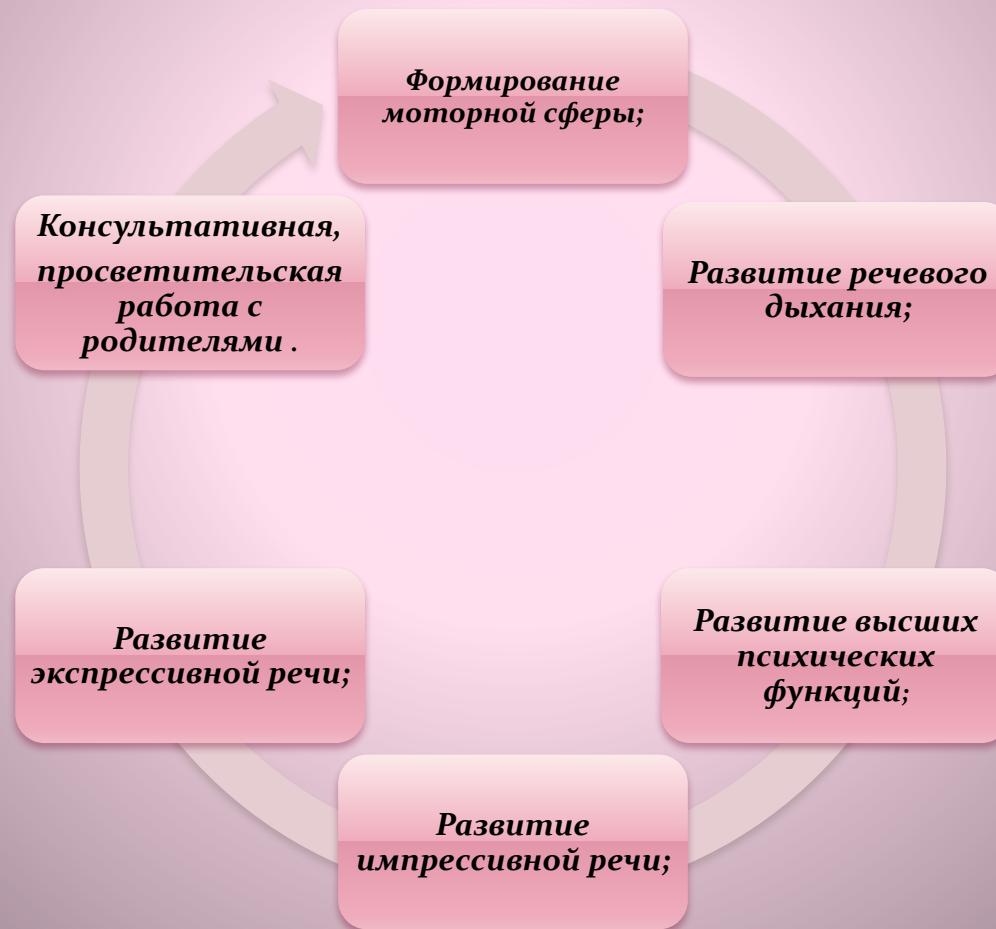 Формирование
моторной сферы;
Развитие речевого
дыхания;
Развитие высших
психических
функций;
Развитие
импрессивной речи;
Развитие
экспрессивной речи;
Консультативная,
просветительская
работа с
родителями .